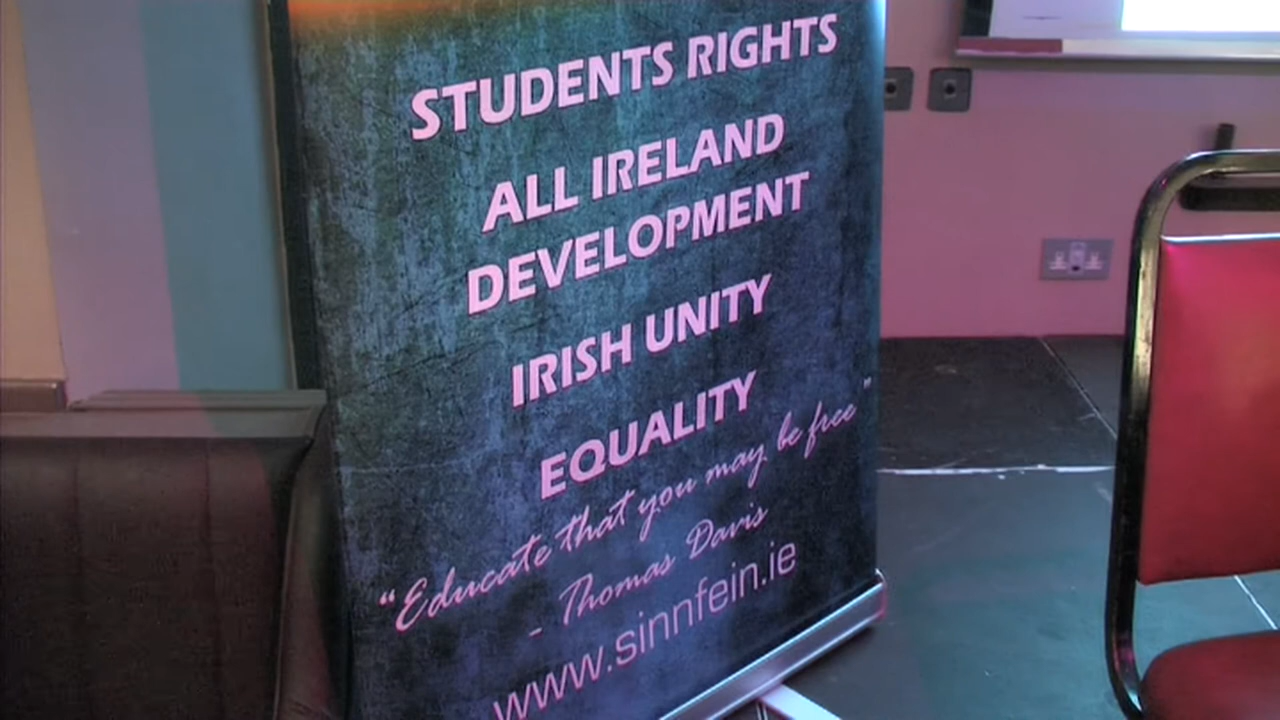 STUDENTS RIGHTS
ALL IRELAND
DEVELOPMENT
IRISH UNITY
EQUALITY
"Educate that you may be free"
- Thomas Davis
www.sinnfein.ie